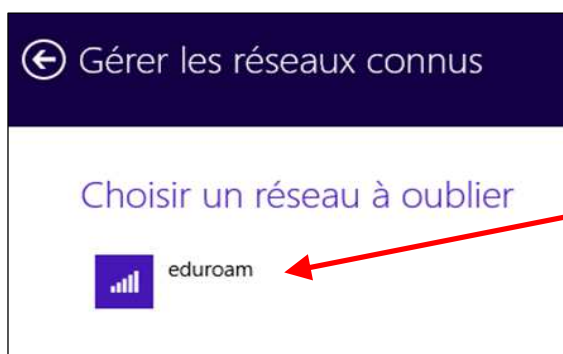 Gérer les réseaux connus
Choisir un réseau à oublier
eduroam